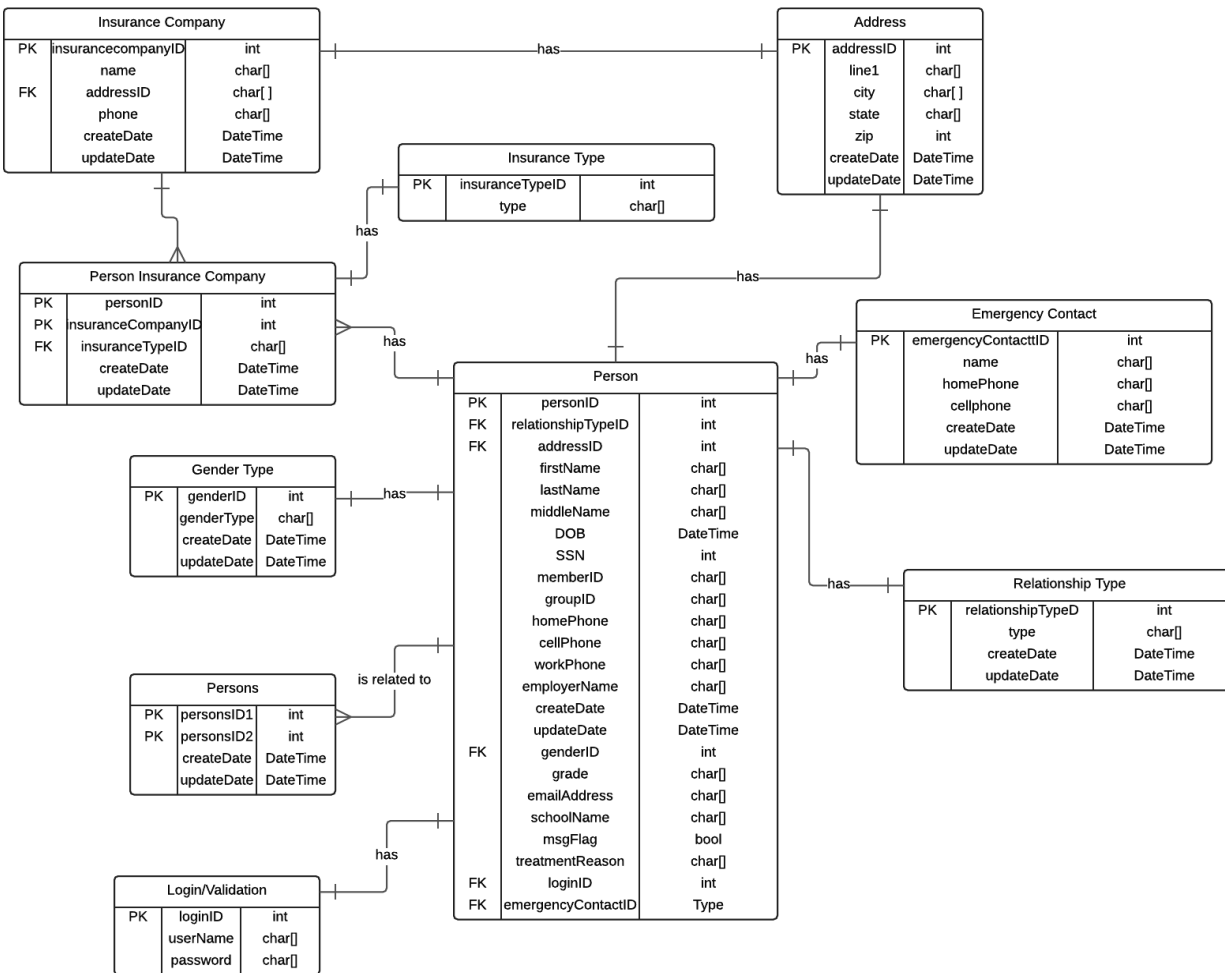 Insurance Company
PK insurancecompanyID int
name char[]
FK addressID char[ ]
phone char[]
createDate DateTime
updateDate DateTime
has
Address
PK addressID int
line1 char[]
city char[ ]
state char[]
zip int
createDate DateTime
updateDate DateTime
Insurance Type
PK insuranceTypeID int
type char[]
has
has
Person Insurance Company
PK personID int
PK insuranceCompanyID int
FK insuranceTypeID char[]
createDate DateTime
updateDate DateTime
has
Emergency Contact
PK emergencyContacttID int
name char[]
homePhone char[]
cellphone char[]
createDate DateTime
updateDate DateTime
has
Person
PK personID int
FK relationshipTypeID int
FK addressID int
firstName char[]
lastName char[]
middleName char[]
DOB DateTime
SSN int
memberID char[]
groupID char[]
homePhone char[]
cellPhone char[]
workPhone char[]
employerName char[]
createDate DateTime
updateDate DateTime
FK genderID int
grade char[]
emailAddress char[]
schoolName char[]
msgFlag bool
treatmentReason char[]
FK loginID int
FK emergencyContactID Type
Gender Type
PK genderID int
genderType char[]
createDate DateTime
updateDate DateTime
has
has
Relationship Type
PK relationshipTypeD int
type char[]
createDate DateTime
updateDate DateTime
is related to
Persons
PK personsID1 int
PK personsID2 int
createDate DateTime
updateDate DateTime
has
Login/Validation
PK loginID int
userName char[]
password char[]